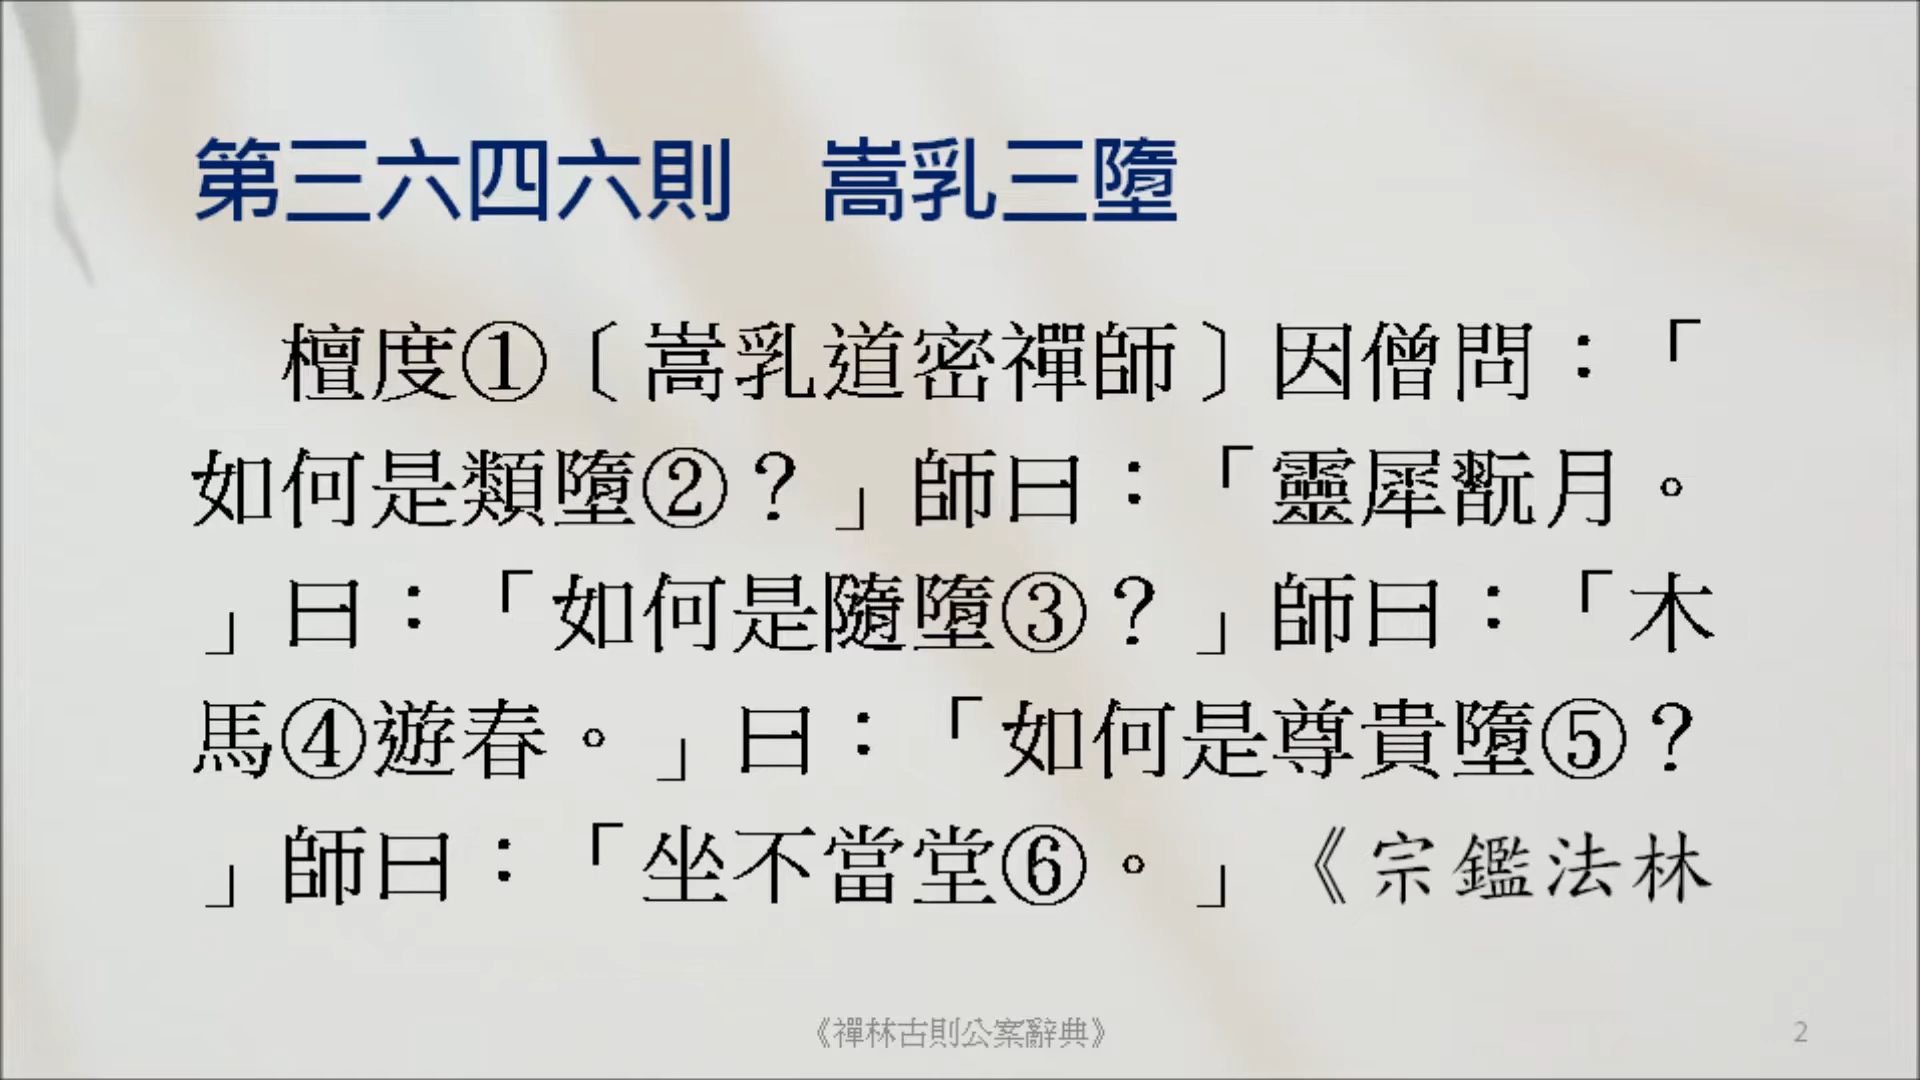 第三六四六則　嵩乳三墮
檀度①〔嵩乳道密禪師〕因僧問：「
如何是類墮②？」師曰：「靈犀翫月。
」曰：「如何是隨墮③？」師曰：「木
馬④遊春。」曰：「如何是尊貴墮⑤？
」師曰：「坐不當堂⑥。」《宗鑑法林
《禪林古則公案辭典》
2